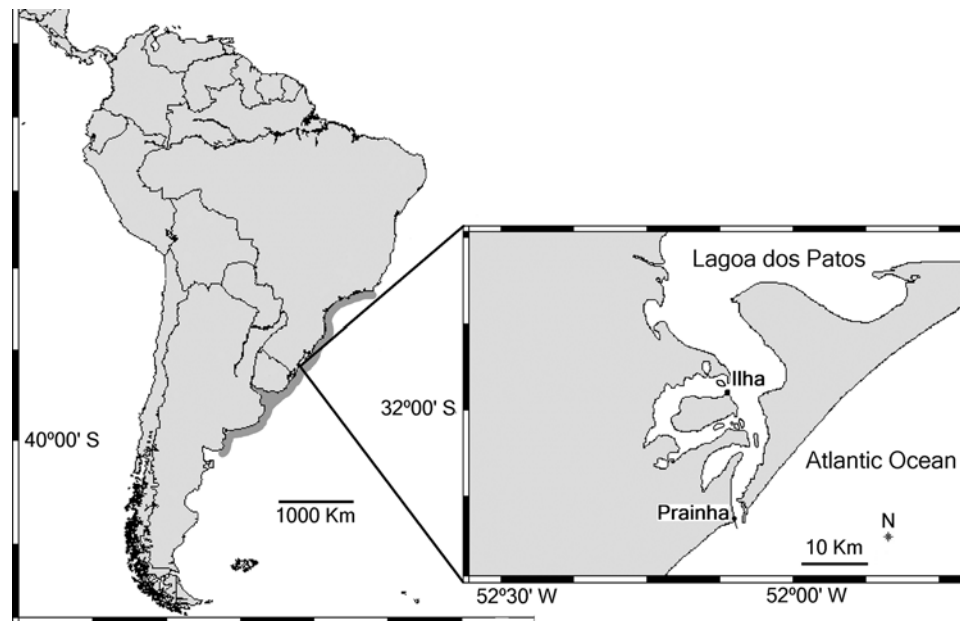 40º00' S
1000 Km
Lagoa dos Patos
Ilha
32º00' S
Atlantic Ocean
Prainha
N
10 Km
52º30' W
52º00' W